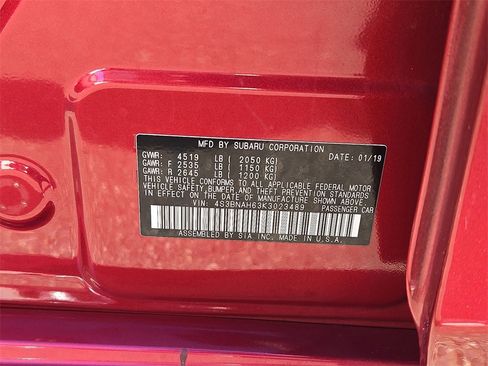 MFD BY SUBARU CORPORATION
GVWR: 4519 LB ( 2050 KG) DATE: 01/19
GAWR: F 2535 LB ( 1150 KG)
GAWR: R 2645 LB ( 1200 KG)
THIS VEHICLE CONFORMS TO ALL APPLICABLE FEDERAL MOTOR
VEHICLE SAFETY,BUMPER,AND THEFT PREVENTION STANDARDS
IN EFFECT ON THE DATE OF MANUFACTURE SHOWN ABOVE.
VIN: 4S3BNAH63K3023489 PASSENGER CAR
ASSEMBLED BY SIA INC. MADE IN U.S.A.